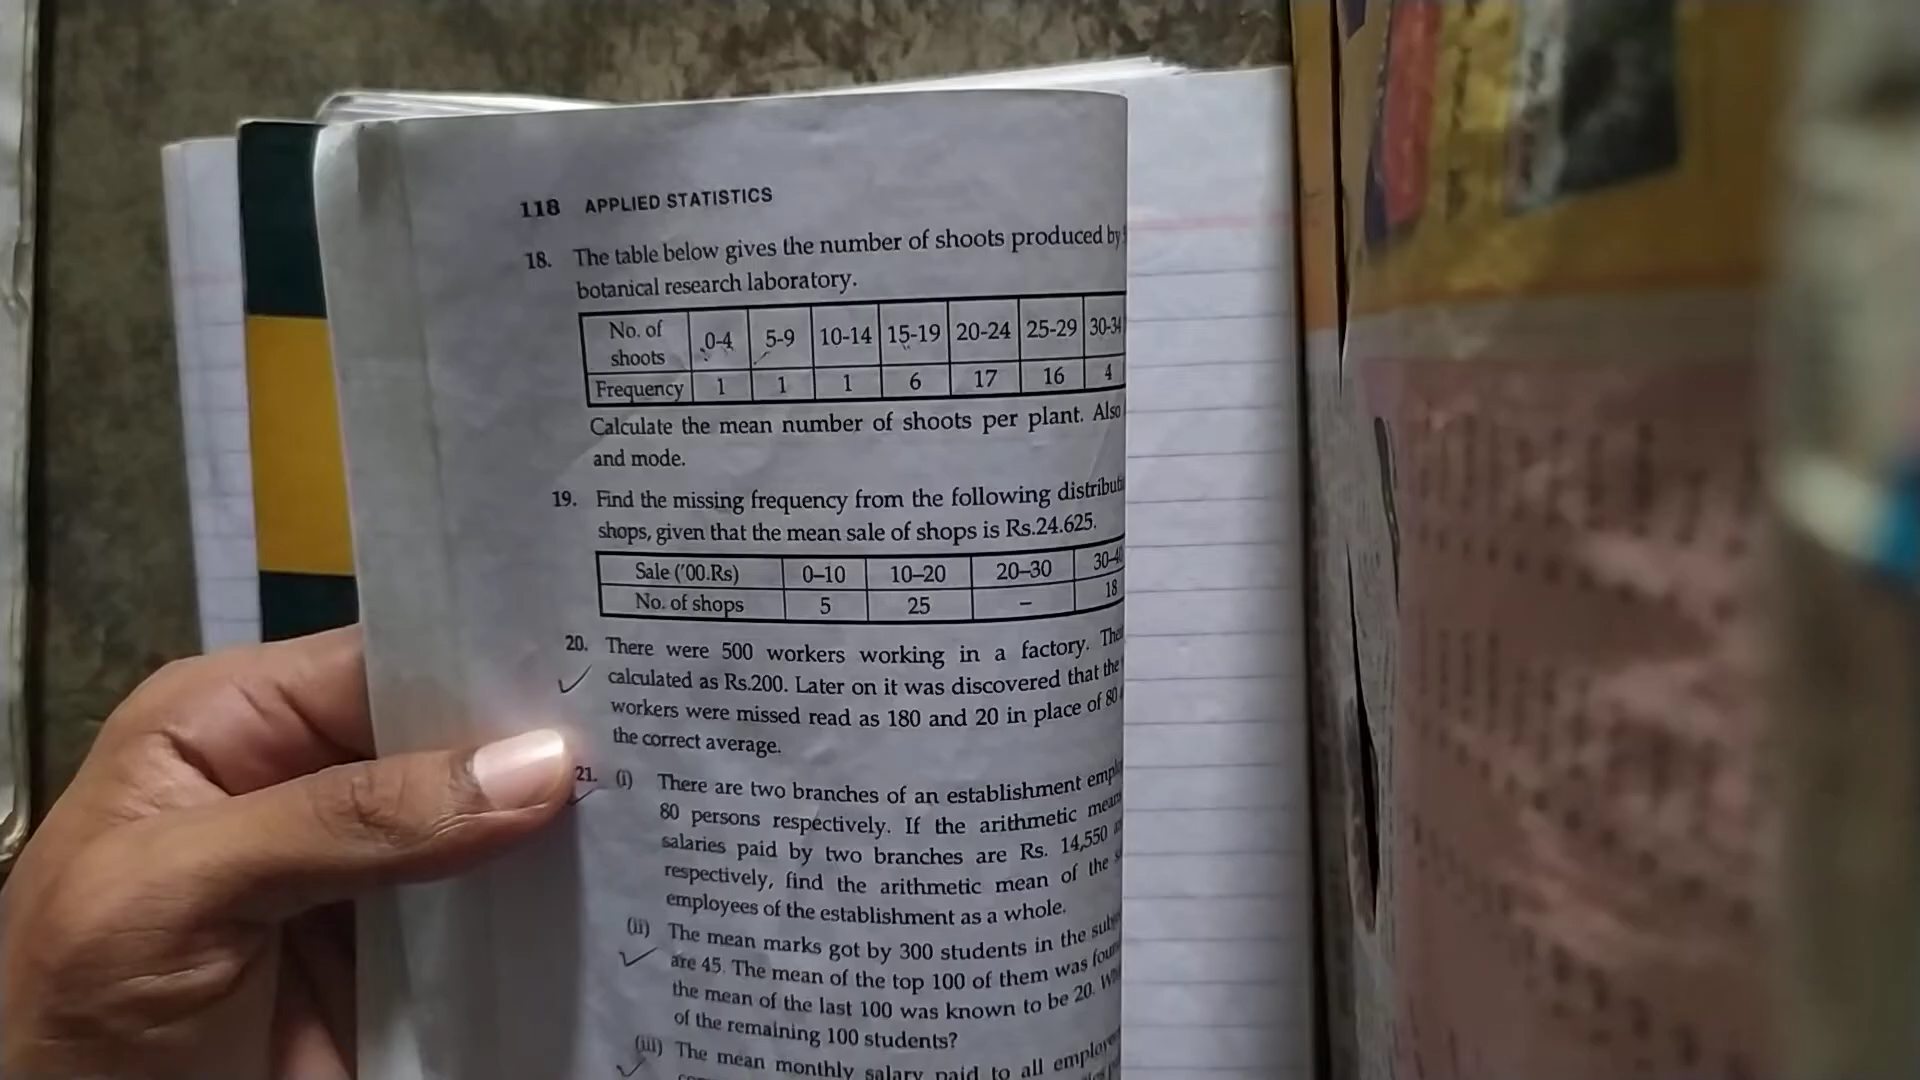 118 APPLIED STATISTICS
18. The table below gives the number of shoots produced by
botanical research laboratory.
No. of shoots 0-4 5-9 10-14 15-19 20-24 25-29 30-34
Frequency 1 1 1 6 17 16 4
Calculate the mean number of shoots per plant. Also
and mode.
19. Find the missing frequency from the following
shops, given that the mean sale of shops is Rs.24.625.
Sale ('00.Rs) 0–10 10–20 20–30
No. of shops 5 25 – 18
20. There were 500 workers working in a factory.
calculated as Rs.200. Later on it was discovered that the
workers were missed read as 180 and 20 in place of 80
the correct average.
21. (i) There are two branches of an establishment
80 persons respectively. If the arithmetic
salaries paid by two branches are Rs. 14,550
respectively, find the arithmetic mean of the
employees of the establishment as a whole.
(ii) The mean marks got by 300 students in the
are 45. The mean of the top 100 of them was
the mean of the last 100 was known to be 20.
of the remaining 100 students?
(iii) The mean monthly salary paid to all